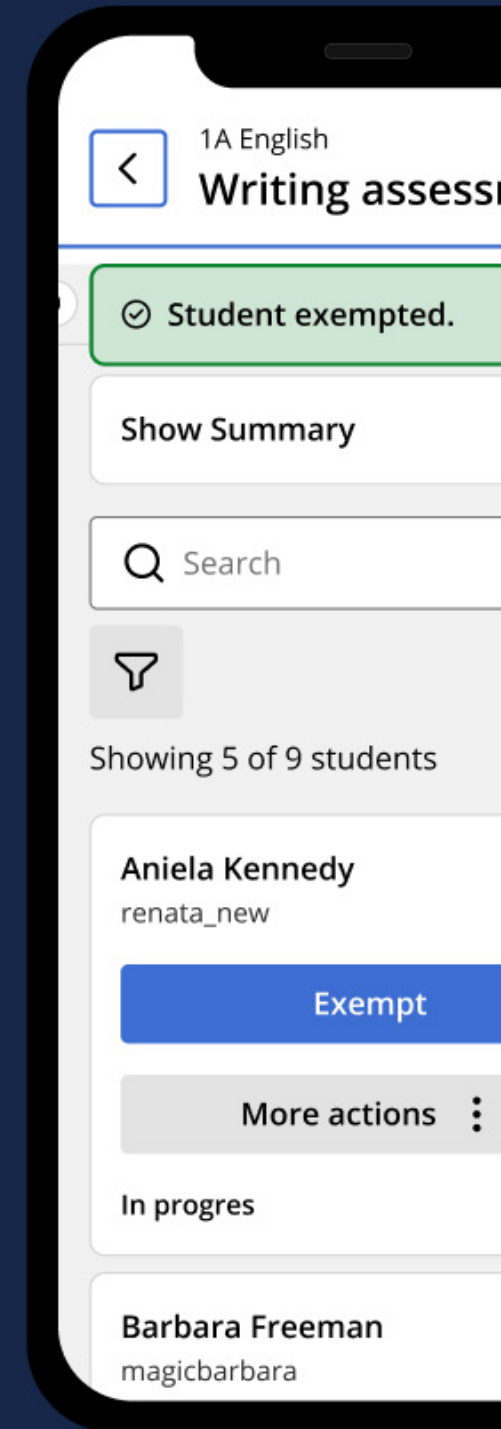 1A English
Writing assess
Student exempted.
Show Summary
Search
Showing 5 of 9 students
Aniela Kennedy
renata_new
Exempt
More actions
In progres
Barbara Freeman
magicbarbara